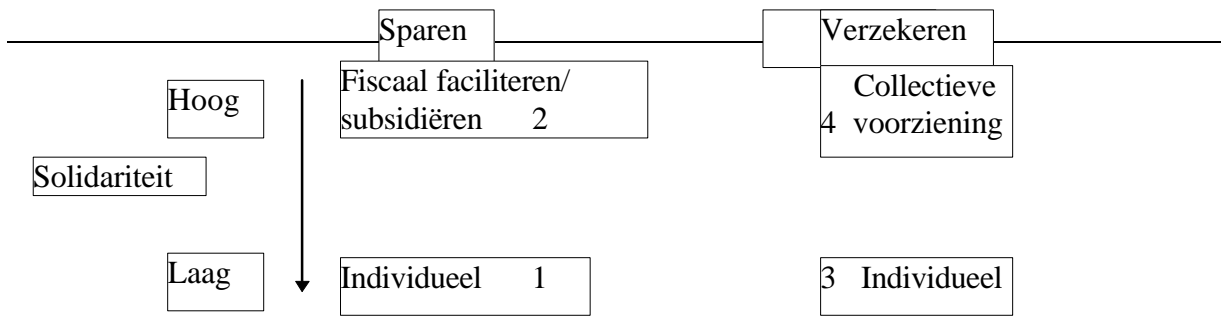 Sparen Verzekeren
Hoog Fiscaal faciliteren/ Collectieve
subsidiëren 2 4 voorziening
Solidariteit
Laag Individueel 1 3 Individueel